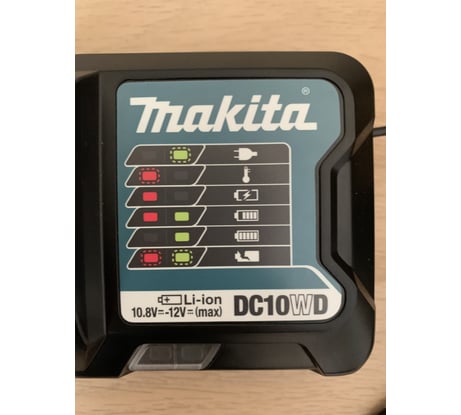 makita®
Li-ion
10.8V⎓-12V⎓(max)
DC10WD